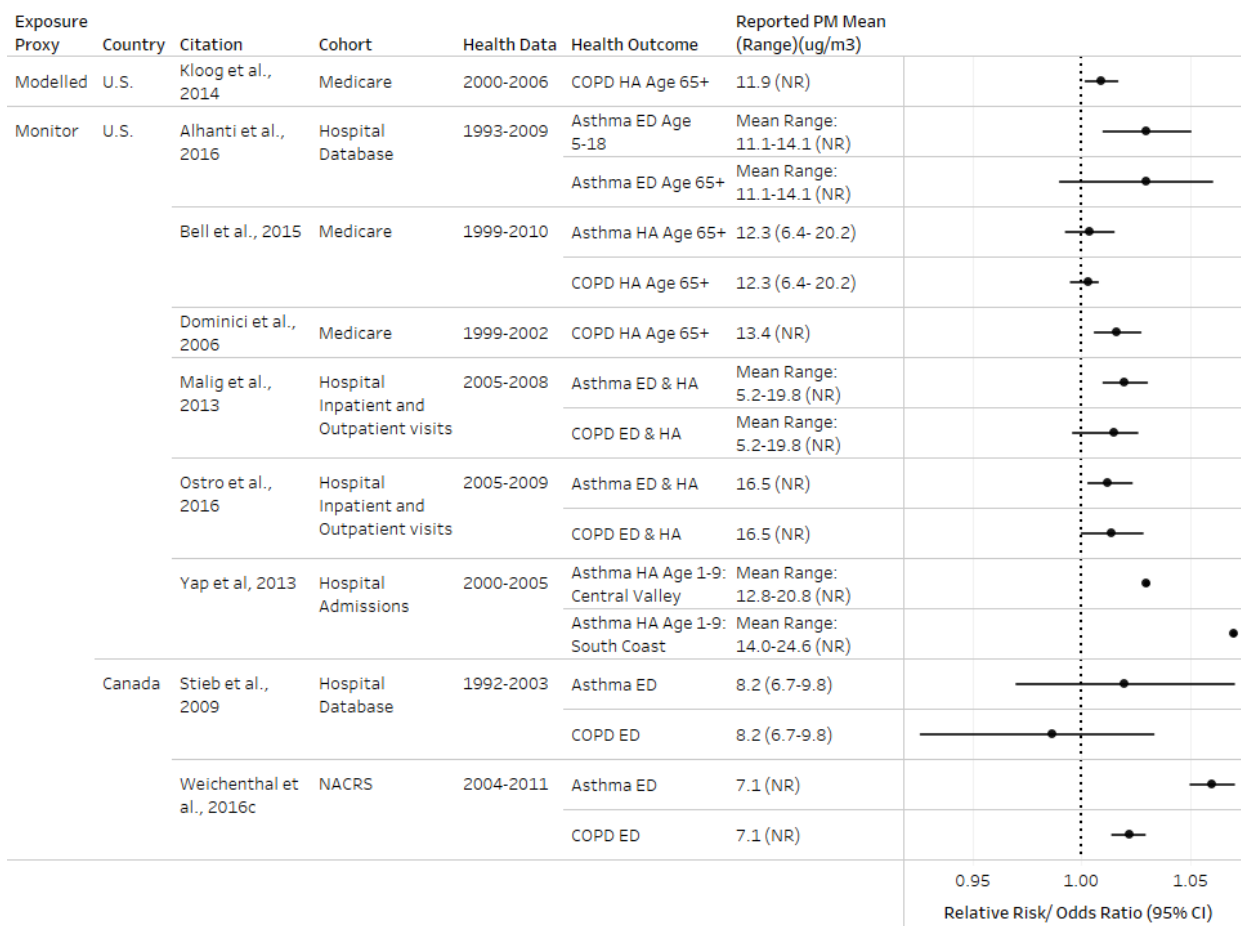 Exposure
Proxy
Country
Citation
Cohort
Health Data
Health Outcome
Reported PM Mean
(Range)(ug/m3)
Modelled
U.S.
Kloog et al.,
2014
Medicare
2000-2006
COPD HA Age 65+
11.9 (NR)
Monitor
U.S.
Alhanti et al.,
2016
Hospital
Database
1993-2009
Asthma ED Age
5-18
Mean Range:
11.1-14.1 (NR)
Asthma ED Age 65+
Mean Range:
11.1-14.1 (NR)
Bell et al., 2015
Medicare
1999-2010
Asthma HA Age 65+
12.3 (6.4- 20.2)
COPD HA Age 65+
12.3 (6.4- 20.2)
Dominici et al.,
2006
Medicare
1999-2002
COPD HA Age 65+
13.4 (NR)
Malig et al.,
2013
Hospital
Inpatient and
Outpatient visits
2005-2008
Asthma ED & HA
Mean Range:
5.2-19.8 (NR)
COPD ED & HA
Mean Range:
5.2-19.8 (NR)
Ostro et al.,
2016
Hospital
Inpatient and
Outpatient visits
2005-2009
Asthma ED & HA
16.5 (NR)
COPD ED & HA
16.5 (NR)
Yap et al, 2013
Hospital
Admissions
2000-2005
Asthma HA Age 1-9:
Central Valley
Mean Range:
12.8-20.8 (NR)
Asthma HA Age 1-9:
South Coast
Mean Range:
14.0-24.6 (NR)
Canada
Stieb et al.,
2009
Hospital
Database
1992-2003
Asthma ED
8.2 (6.7-9.8)
COPD ED
8.2 (6.7-9.8)
Weichenthal et
al., 2016c
NACRS
2004-2011
Asthma ED
7.1 (NR)
COPD ED
7.1 (NR)
0.95
1.00
1.05
Relative Risk/ Odds Ratio (95% CI)